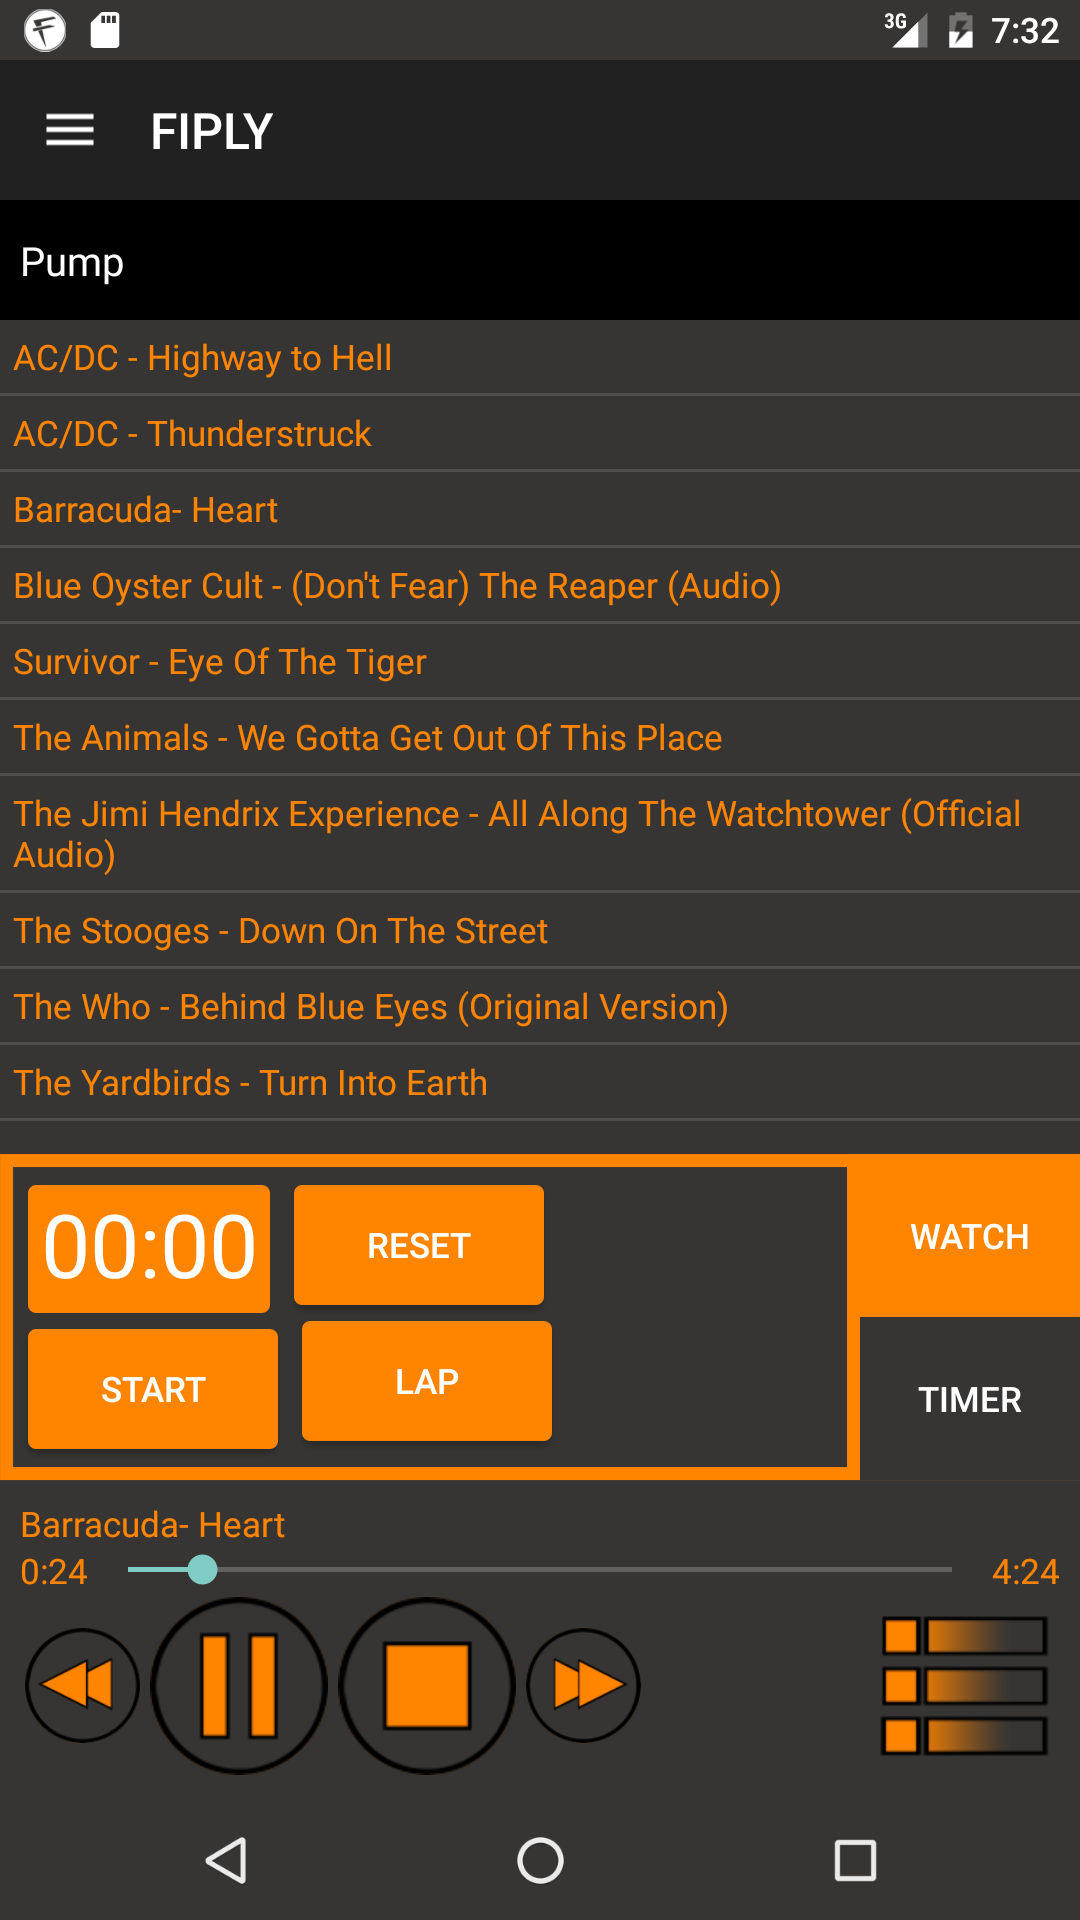 3G 7:32
FIPLY
Pump
AC/DC - Highway to Hell
AC/DC - Thunderstruck
Barracuda- Heart
Blue Oyster Cult - (Don't Fear) The Reaper (Audio)
Survivor - Eye Of The Tiger
The Animals - We Gotta Get Out Of This Place
The Jimi Hendrix Experience - All Along The Watchtower (Official
Audio)
The Stooges - Down On The Street
The Who - Behind Blue Eyes (Original Version)
The Yardbirds - Turn Into Earth
00:00 RESET
WATCH
START LAP
TIMER
Barracuda- Heart
0:24 4:24